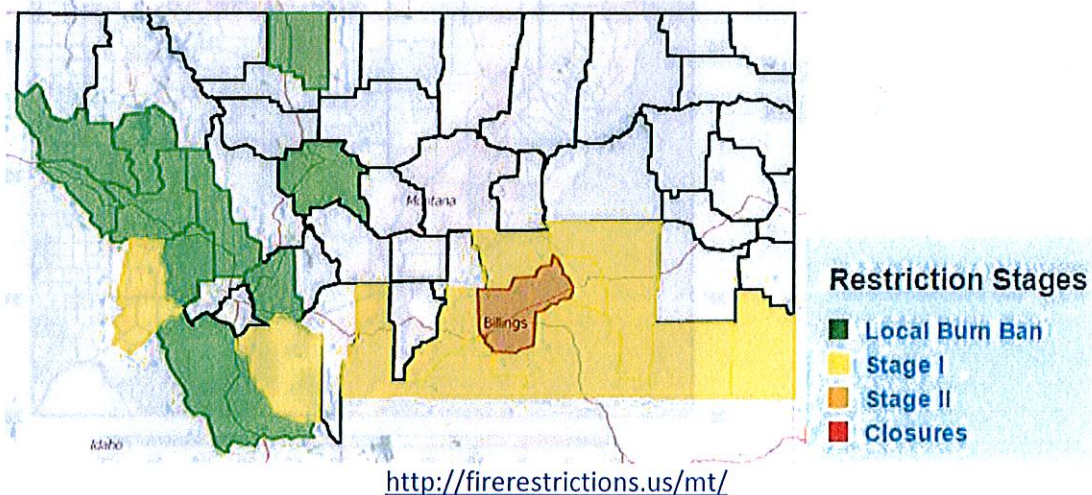 Montana
Billings
Idaho
Restriction Stages
Local Burn Ban
Stage I
Stage II
Closures
http://firerestrictions.us/mt/